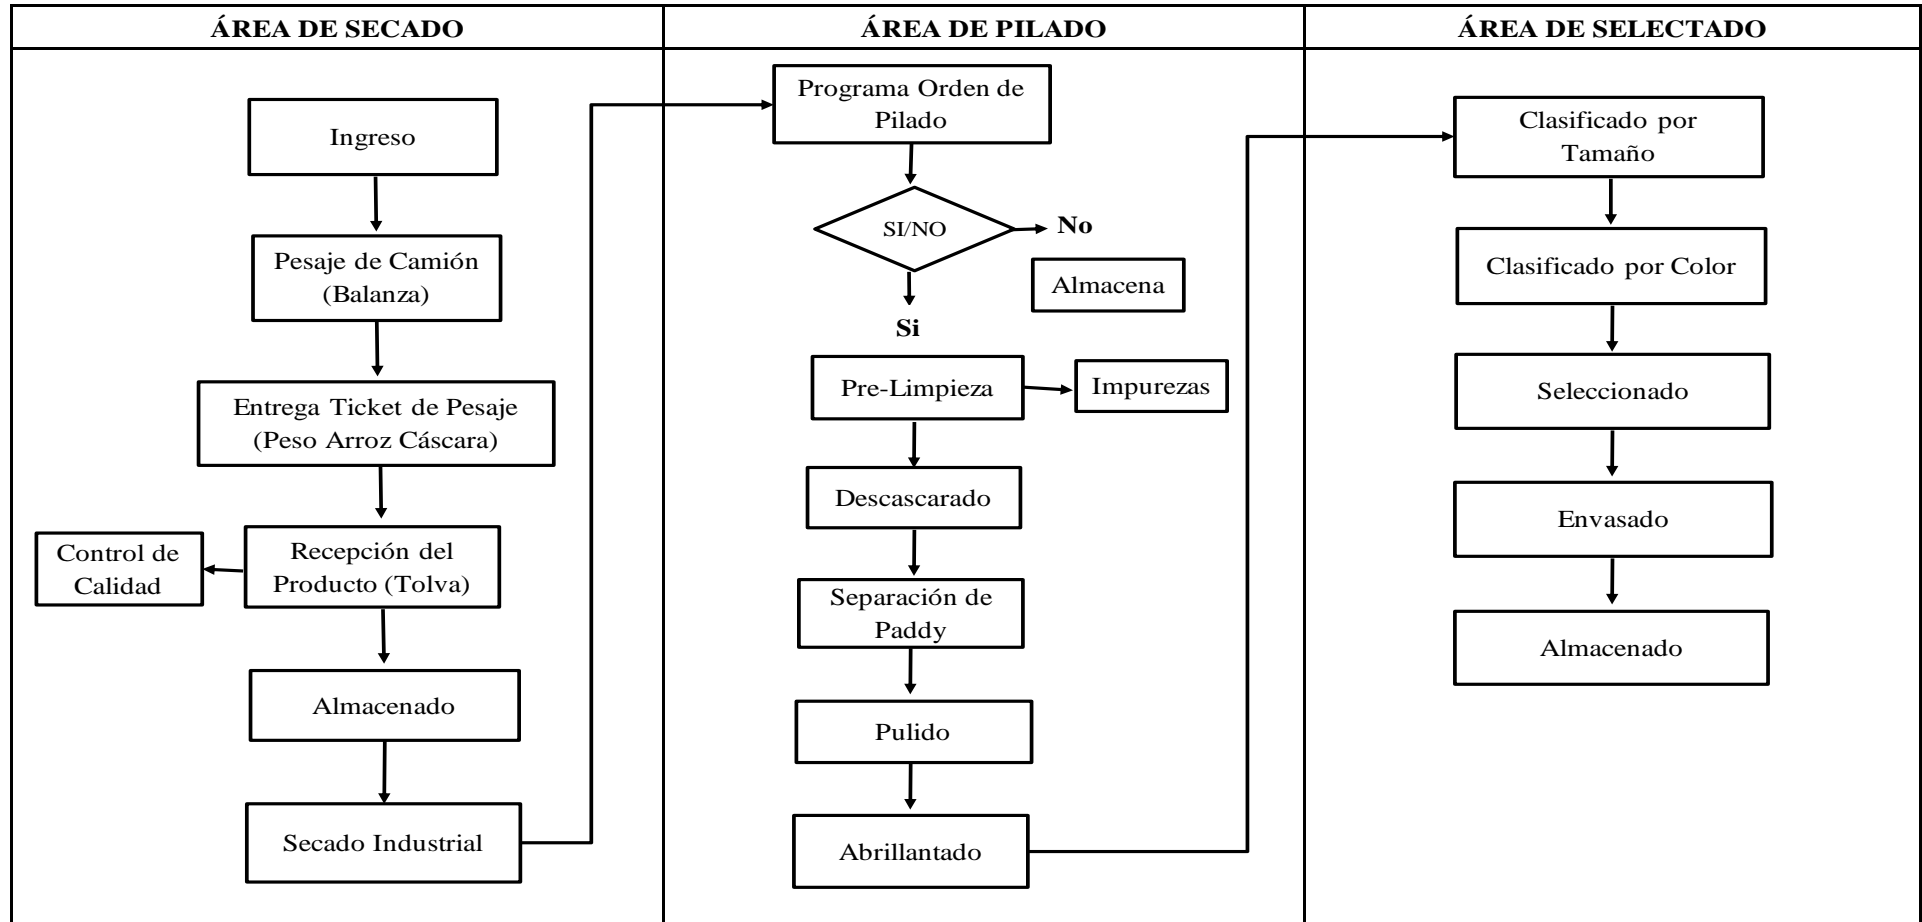 ÁREA DE SECADO
Ingreso
Pesaje de Camión
(Balanza)
Entrega Ticket de Pesaje
(Peso Arroz Cáscara)
Control de
Calidad
Recepción del
Producto (Tolva)
Almacenado
Secado Industrial
ÁREA DE PILADO
Programa Orden de
Pilado
SI/NO
No
Almacena
Si
Pre-Limpieza
Impurezas
Descascarado
Separación de
Paddy
Pulido
Abrillantado
ÁREA DE SELECTADO
Clasificado por
Tamaño
Clasificado por Color
Seleccionado
Envasado
Almacenado